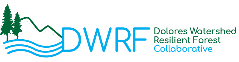 DWRF
Dolores Watershed
Resilient Forest
Collaborative